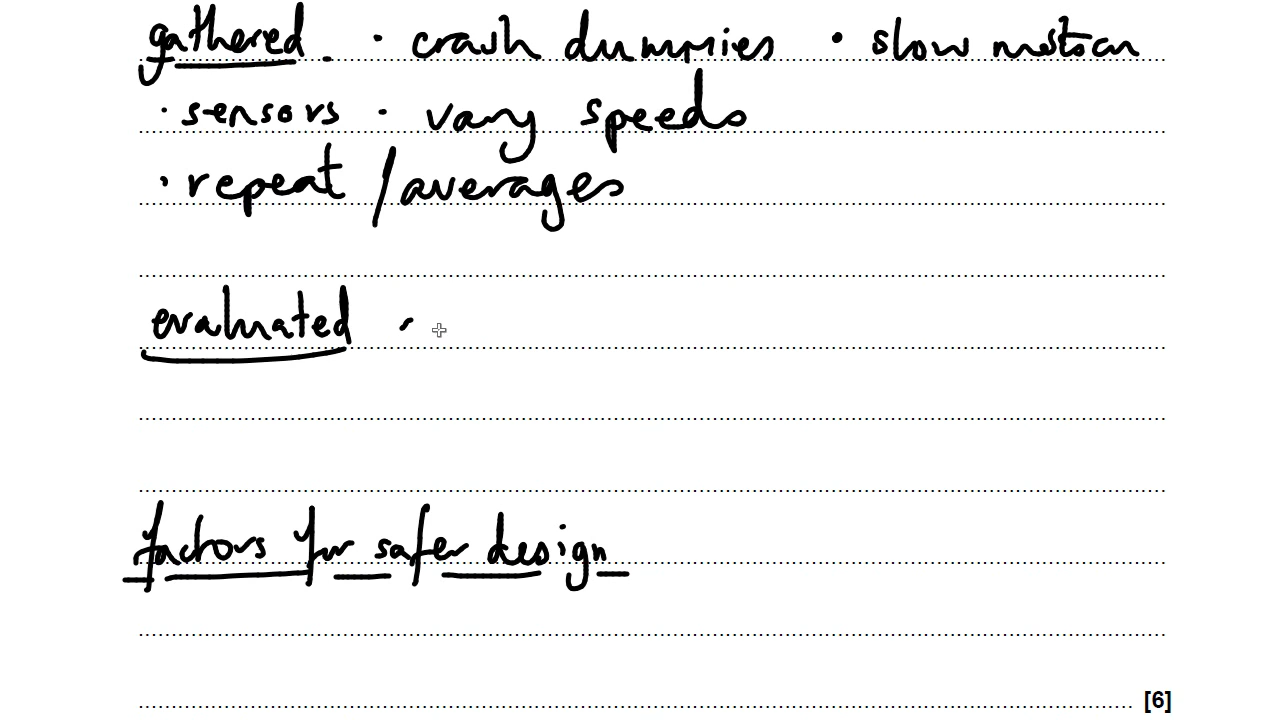 gathered. · crash dummies · slow motion
· sensors · vary speeds
· repeat / averages
evaluated
factors for safer design
[6]